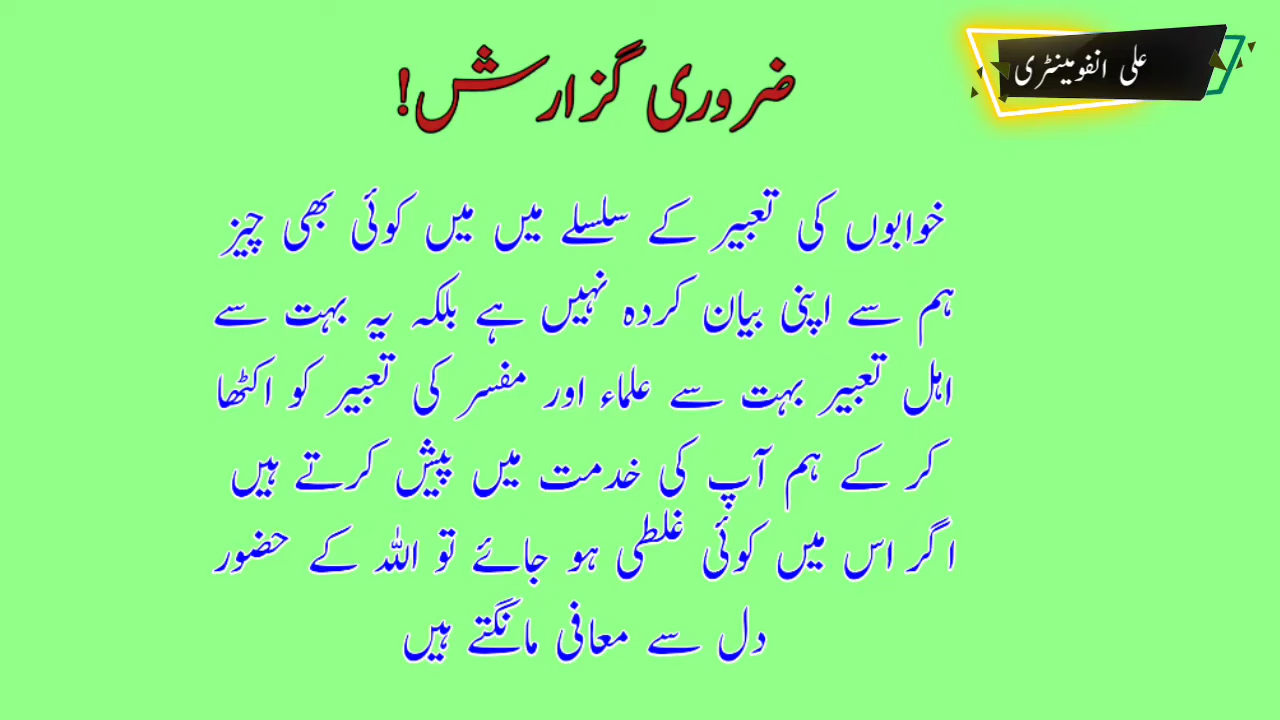 علی انفومینٹری
ضروری گزارش!
خوابوں کی تعبیر کے سلسلے میں میں کوئی بھی چیز
ہم سے اپنی بیان کردہ نہیں ہے بلکہ یہ بہت سے
اہل تعبیر بہت سے علماء اور مفسر کی تعبیر کو اکٹھا
کر کے ہم آپ کی خدمت میں پیش کرتے ہیں
اگر اس میں کوئی غلطی ہو جائے تو اللہ کے حضور
دل سے معافی مانگتے ہیں